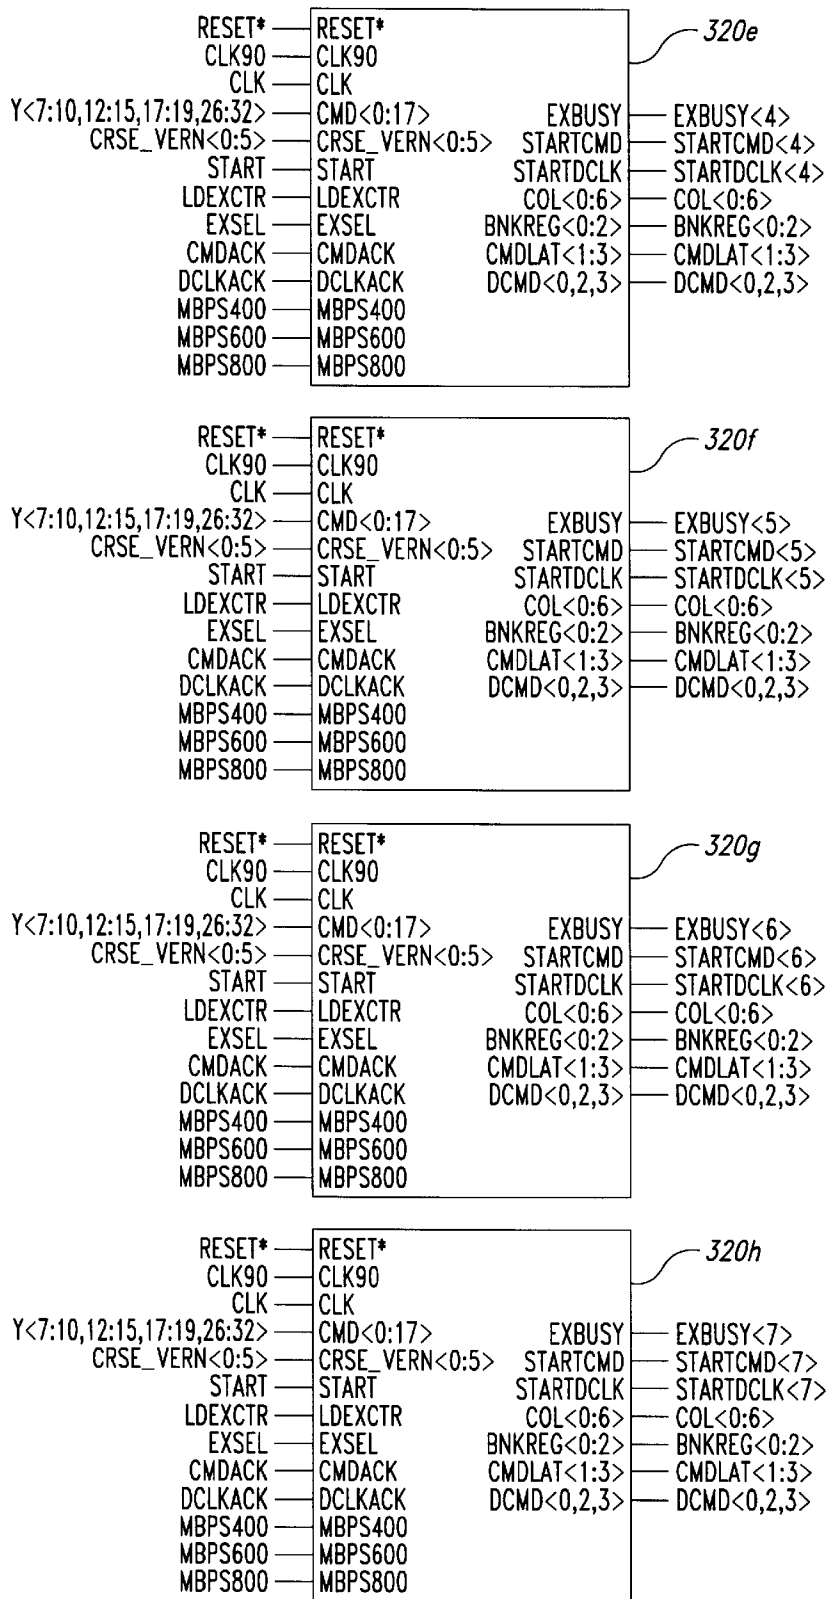 RESET* RESET* 320e
CLK90 CLK90
CLK CLK
Y<7:10,12:15,17:19,26:32> CMD<0:17> EXBUSY EXBUSY<4>
CRSE_VERN<0:5> CRSE_VERN<0:5> STARTCMD STARTCMD<4>
START START STARTDCLK STARTDCLK<4>
LDEXCTR LDEXCTR COL<0:6> COL<0:6>
EXSEL EXSEL BNKREG<0:2> BNKREG<0:2>
CMDACK CMDACK CMDLAT<1:3> CMDLAT<1:3>
DCLKACK DCLKACK DCMD<0,2,3> DCMD<0,2,3>
MBPS400 MBPS400
MBPS600 MBPS600
MBPS800 MBPS800
RESET* RESET* 320f
CLK90 CLK90
CLK CLK
Y<7:10,12:15,17:19,26:32> CMD<0:17> EXBUSY EXBUSY<5>
CRSE_VERN<0:5> CRSE_VERN<0:5> STARTCMD STARTCMD<5>
START START STARTDCLK STARTDCLK<5>
LDEXCTR LDEXCTR COL<0:6> COL<0:6>
EXSEL EXSEL BNKREG<0:2> BNKREG<0:2>
CMDACK CMDACK CMDLAT<1:3> CMDLAT<1:3>
DCLKACK DCLKACK DCMD<0,2,3> DCMD<0,2,3>
MBPS400 MBPS400
MBPS600 MBPS600
MBPS800 MBPS800
RESET* RESET* 320g
CLK90 CLK90
CLK CLK
Y<7:10,12:15,17:19,26:32> CMD<0:17> EXBUSY EXBUSY<6>
CRSE_VERN<0:5> CRSE_VERN<0:5> STARTCMD STARTCMD<6>
START START STARTDCLK STARTDCLK<6>
LDEXCTR LDEXCTR COL<0:6> COL<0:6>
EXSEL EXSEL BNKREG<0:2> BNKREG<0:2>
CMDACK CMDACK CMDLAT<1:3> CMDLAT<1:3>
DCLKACK DCLKACK DCMD<0,2,3> DCMD<0,2,3>
MBPS400 MBPS400
MBPS600 MBPS600
MBPS800 MBPS800
RESET* RESET* 320h
CLK90 CLK90
CLK CLK
Y<7:10,12:15,17:19,26:32> CMD<0:17> EXBUSY EXBUSY<7>
CRSE_VERN<0:5> CRSE_VERN<0:5> STARTCMD STARTCMD<7>
START START STARTDCLK STARTDCLK<7>
LDEXCTR LDEXCTR COL<0:6> COL<0:6>
EXSEL EXSEL BNKREG<0:2> BNKREG<0:2>
CMDACK CMDACK CMDLAT<1:3> CMDLAT<1:3>
DCLKACK DCLKACK DCMD<0,2,3> DCMD<0,2,3>
MBPS400 MBPS400
MBPS600 MBPS600
MBPS800 MBPS800